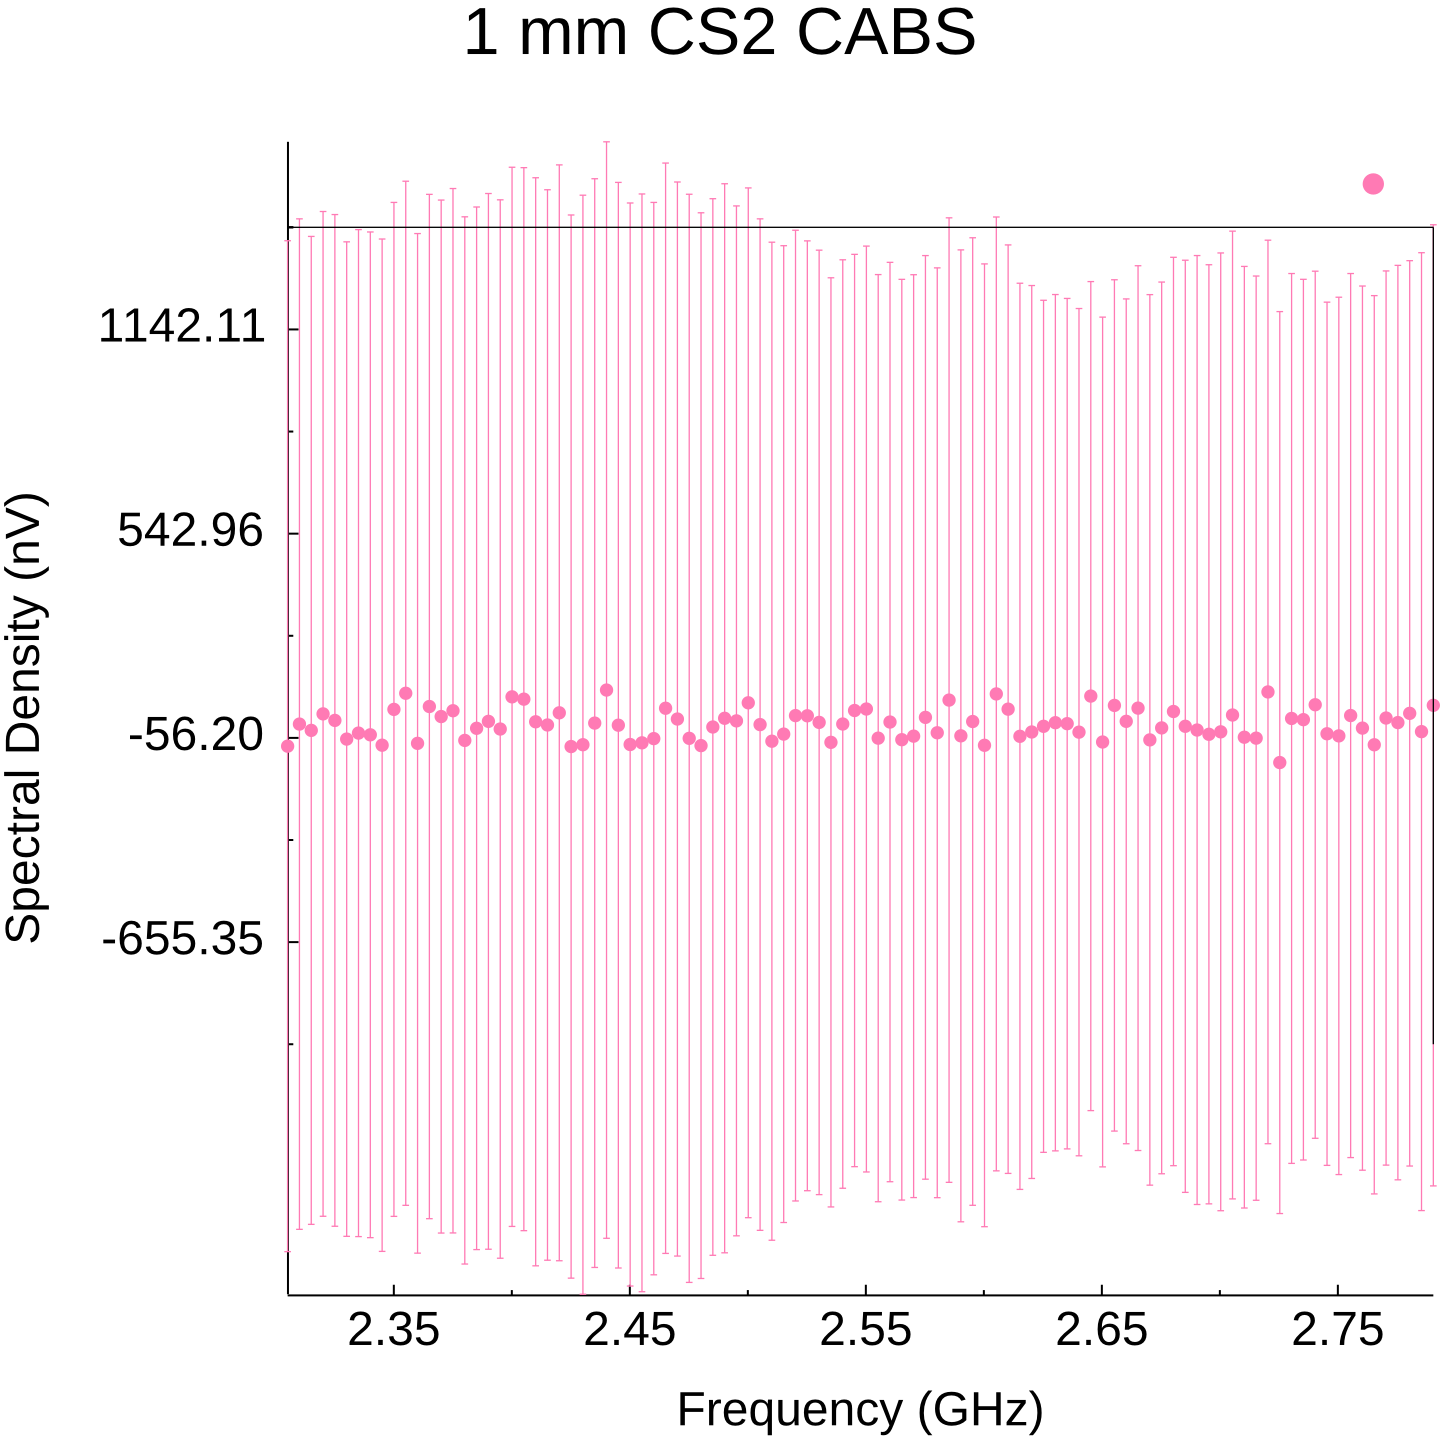 1 mm CS2 CABS
1142.11
542.96
-56.20
-655.35
Spectral Density (nV)
2.35 2.45 2.55 2.65 2.75
Frequency (GHz)